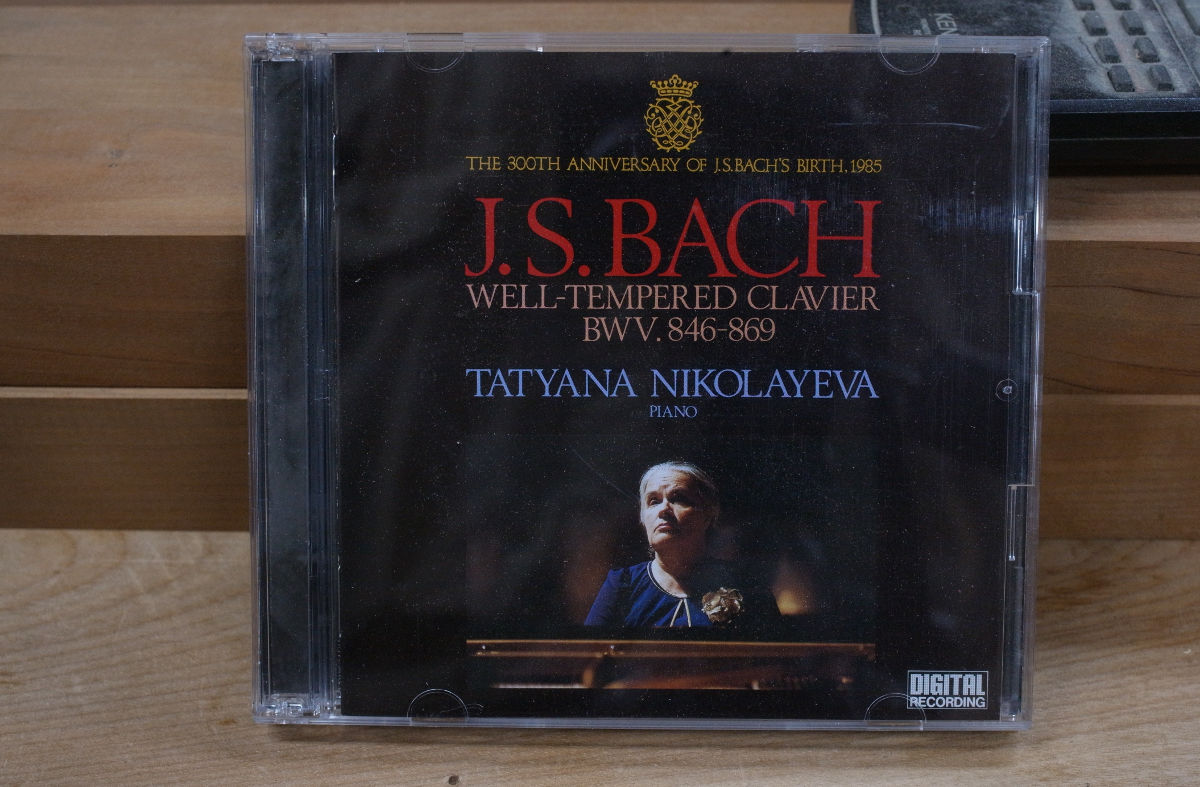 THE 300TH ANNIVERSARY OF J.S.BACH'S BIRTH, 1985
J.S.BACH
WELL-TEMPERED CLAVIER
BWV. 846-869
TATYANA NIKOLAYEVA
PIANO
DIGITAL
RECORDING